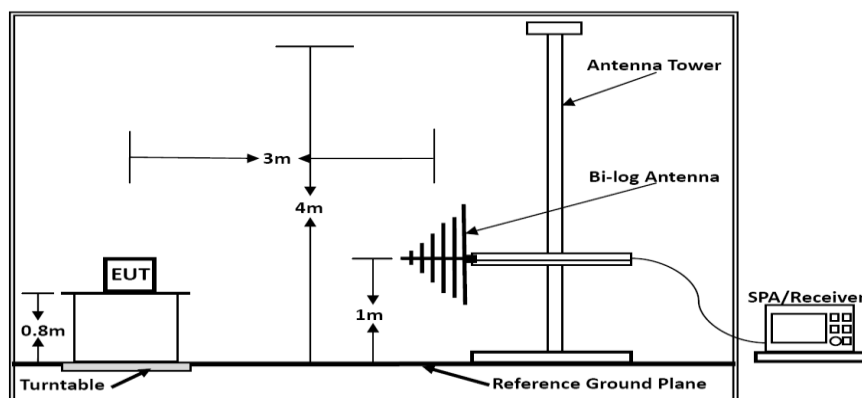 Antenna Tower
3m
Bi-log Antenna
4m
EUT
SPA/Receiver
0.8m
1m
Turntable
Reference Ground Plane